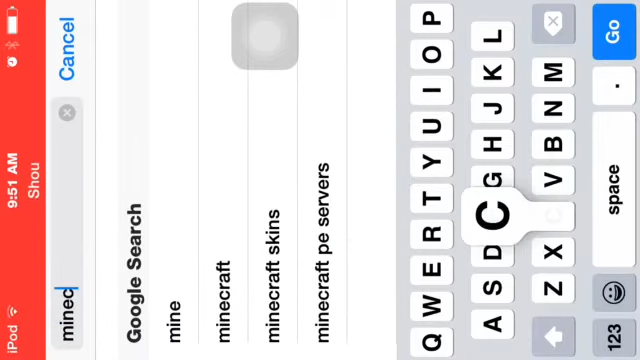 iPod 9:51 AM
Shou
minec Cancel
Google Search
mine
minecraft
minecraft skins
minecraft pe servers
Q W E R T Y U I O P
A S D G H J K L
C
Z X C V B N M
123 space . Go